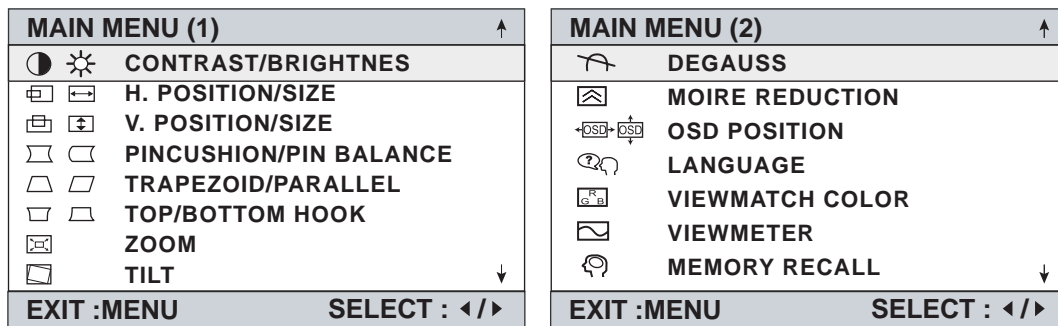 MAIN MENU (1)
CONTRAST/BRIGHTNES
H. POSITION/SIZE
V. POSITION/SIZE
PINCUSHION/PIN BALANCE
TRAPEZOID/PARALLEL
TOP/BOTTOM HOOK
ZOOM
TILT
EXIT :MENU SELECT : /
MAIN MENU (2)
DEGAUSS
MOIRE REDUCTION
OSD OSD OSD POSITION
? LANGUAGE
R G B VIEWMATCH COLOR
VIEWMETER
MEMORY RECALL
EXIT :MENU SELECT : /